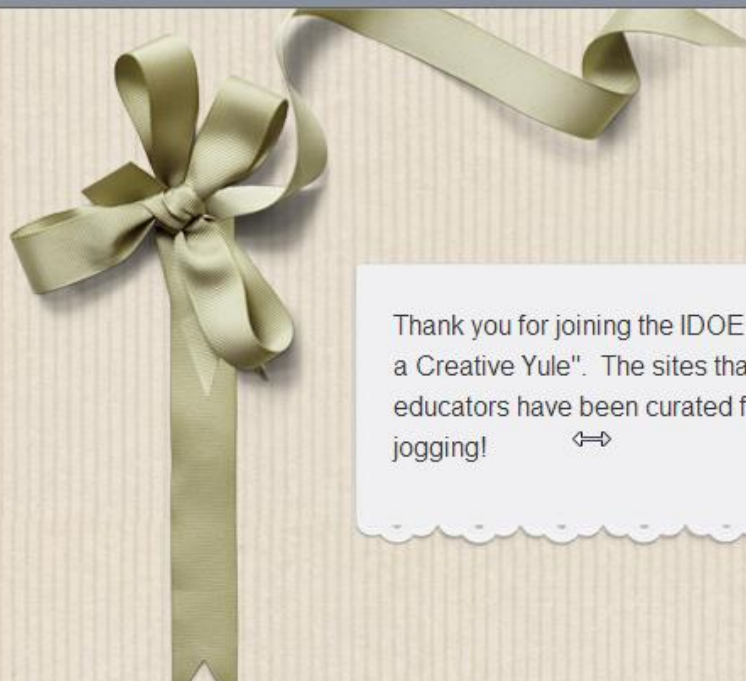 Thank you for joining the IDOE
a Creative Yule". The sites tha
educators have been curated f
jogging!